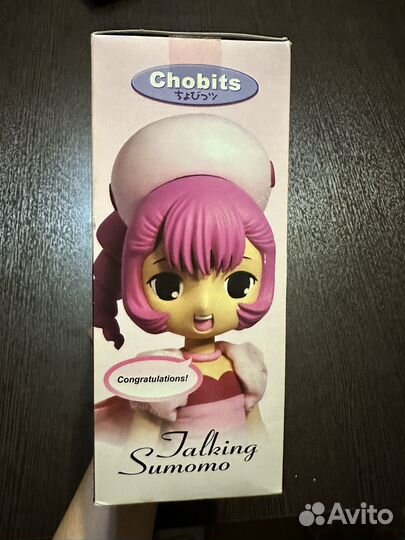 Chobits
ちょびっツ
Congratulations!
Talking
Sumomo
Avito